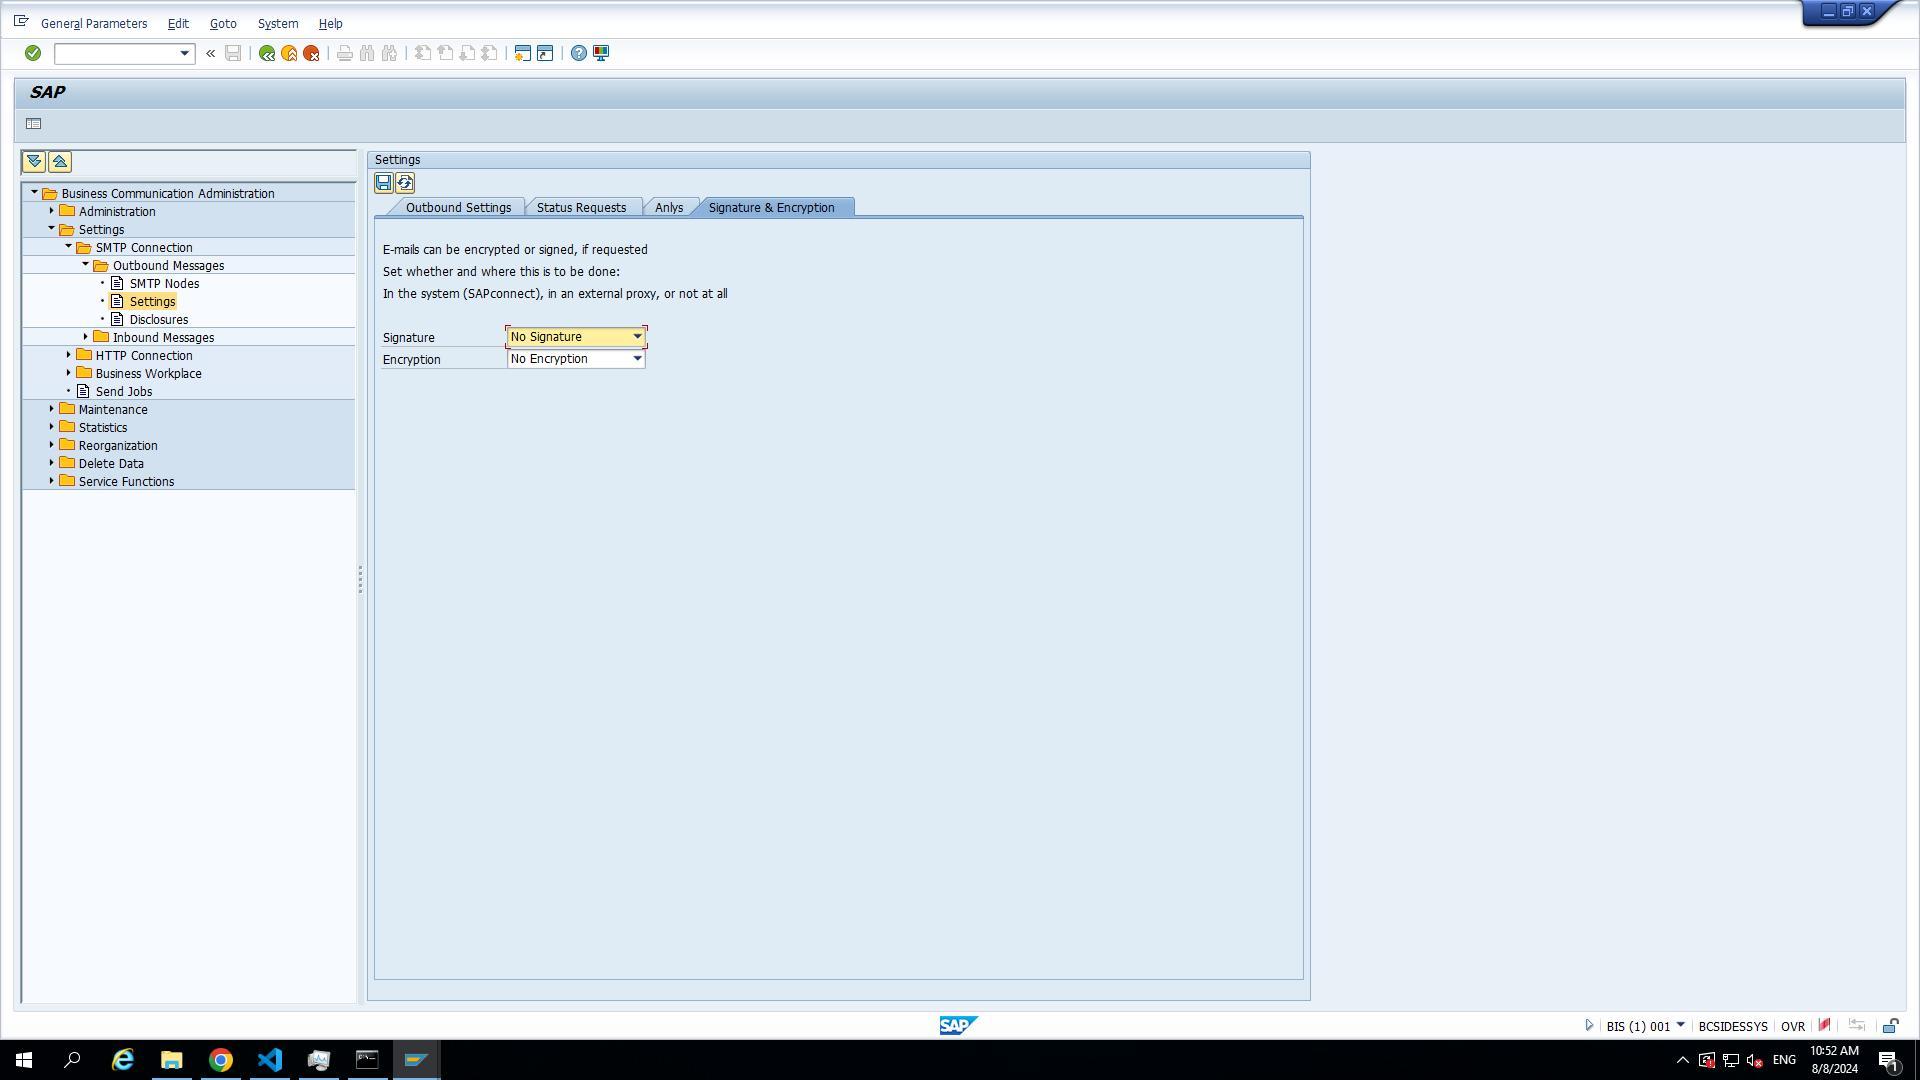 General Parameters Edit Goto System Help
SAP
Settings
Business Communication Administration
Administration
Settings
SMTP Connection
Outbound Messages
SMTP Nodes
Settings
Disclosures
Inbound Messages
HTTP Connection
Business Workplace
Send Jobs
Maintenance
Statistics
Reorganization
Delete Data
Service Functions
Outbound Settings Status Requests Anlys Signature & Encryption
E-mails can be encrypted or signed, if requested
Set whether and where this is to be done:
In the system (SAPconnect), in an external proxy, or not at all
Signature No Signature
Encryption No Encryption
SAP
BIS (1) 001 BCSIDESSYS OVR
ENG
10:52 AM
8/8/2024
1